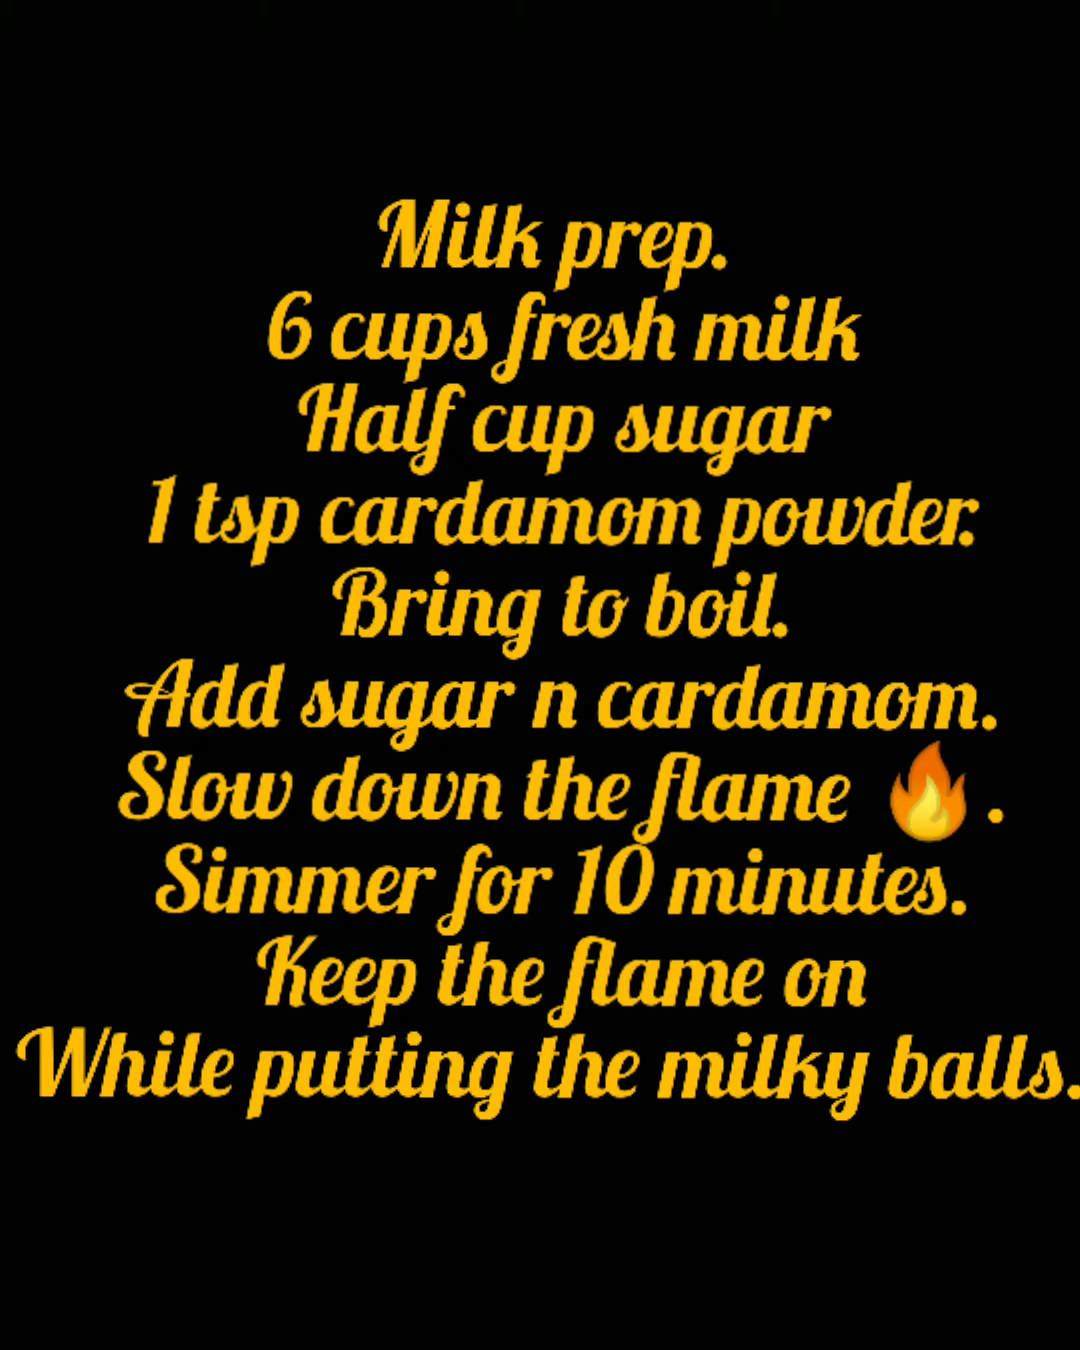 Milk prep.
6 cups fresh milk
Half cup sugar
1 tsp cardamom powder.
Bring to boil.
Add sugar n cardamom.
Slow down the flame 🔥.
Simmer for 10 minutes.
Keep the flame on
While putting the milky balls.